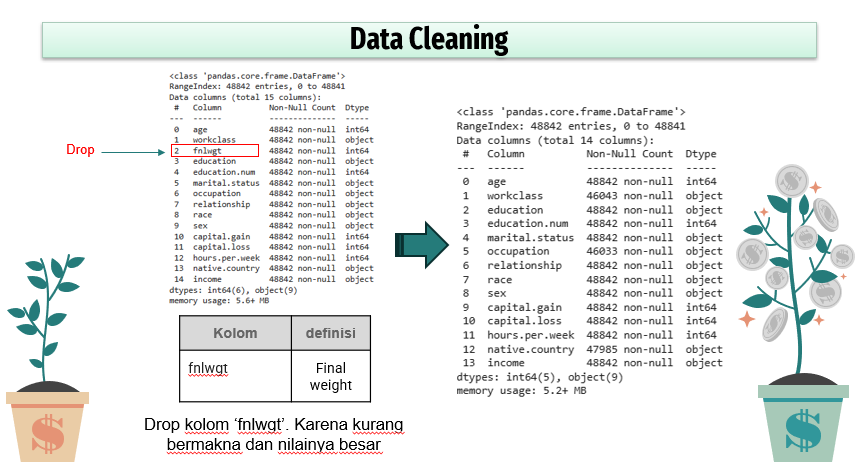 Data Cleaning
<class 'pandas.core.frame.DataFrame'>
RangeIndex: 48842 entries, 0 to 48841
Data columns (total 15 columns):
# Column Non-Null Count Dtype
--- ------ -------------- -----
0 age 48842 non-null int64
1 workclass 48842 non-null object
2 fnlwgt 48842 non-null int64
3 education 48842 non-null object
4 education.num 48842 non-null int64
5 marital.status 48842 non-null object
6 occupation 48842 non-null object
7 relationship 48842 non-null object
8 race 48842 non-null object
9 sex 48842 non-null object
10 capital.gain 48842 non-null int64
11 capital.loss 48842 non-null int64
12 hours.per.week 48842 non-null int64
13 native.country 48842 non-null object
14 income 48842 non-null object
dtypes: int64(6), object(9)
memory usage: 5.6+ MB
Drop
Kolom definisi
fnlwgt Final
weight
Drop kolom ‘fnlwgt’. Karena kurang
bermakna dan nilainya besar
<class 'pandas.core.frame.DataFrame'>
RangeIndex: 48842 entries, 0 to 48841
Data columns (total 14 columns):
# Column Non-Null Count Dtype
--- ------ -------------- -----
0 age 48842 non-null int64
1 workclass 46043 non-null object
2 education 48842 non-null object
3 education.num 48842 non-null int64
4 marital.status 48842 non-null object
5 occupation 46033 non-null object
6 relationship 48842 non-null object
7 race 48842 non-null object
8 sex 48842 non-null object
9 capital.gain 48842 non-null int64
10 capital.loss 48842 non-null int64
11 hours.per.week 48842 non-null int64
12 native.country 47985 non-null object
13 income 48842 non-null object
dtypes: int64(5), object(9)
memory usage: 5.2+ MB